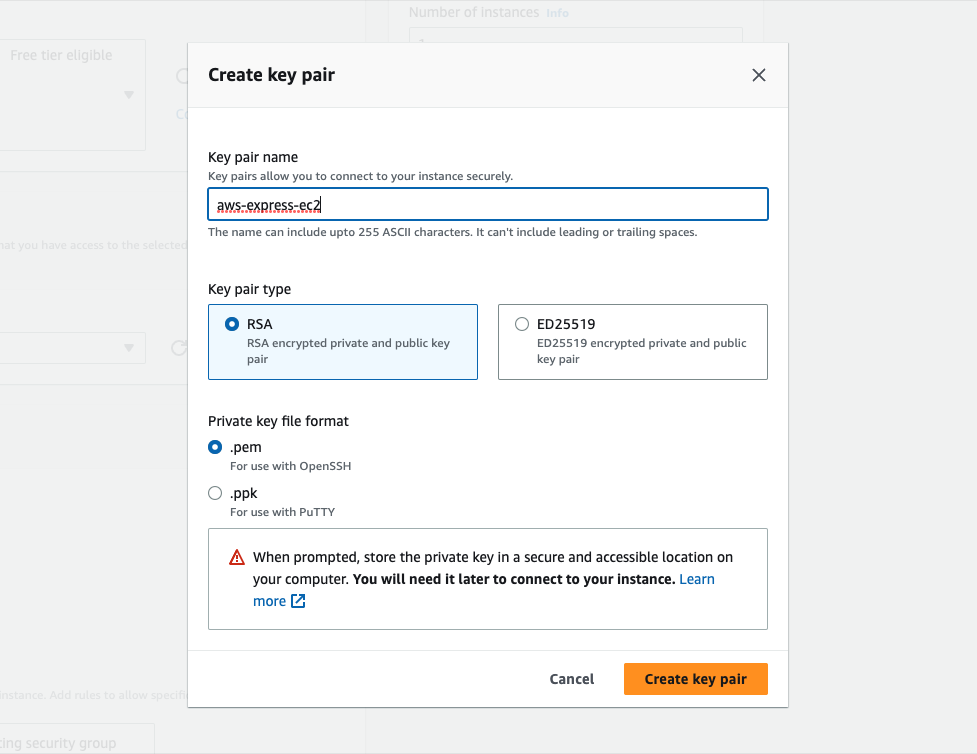 Number of instances Info
Free tier eligible
Create key pair
Key pair name
Key pairs allow you to connect to your instance securely.
aws-express-ec2
The name can include upto 255 ASCII characters. It can't include leading or trailing spaces.
hat you have access to the selected
Key pair type
RSA
RSA encrypted private and public key
pair
ED25519
ED25519 encrypted private and public
key pair
Private key file format
.pem
For use with OpenSSH
.ppk
For use with PuTTY
When prompted, store the private key in a secure and accessible location on
your computer. You will need it later to connect to your instance. Learn
more
Cancel
Create key pair
instance. Add rules to allow specifi
ting security group